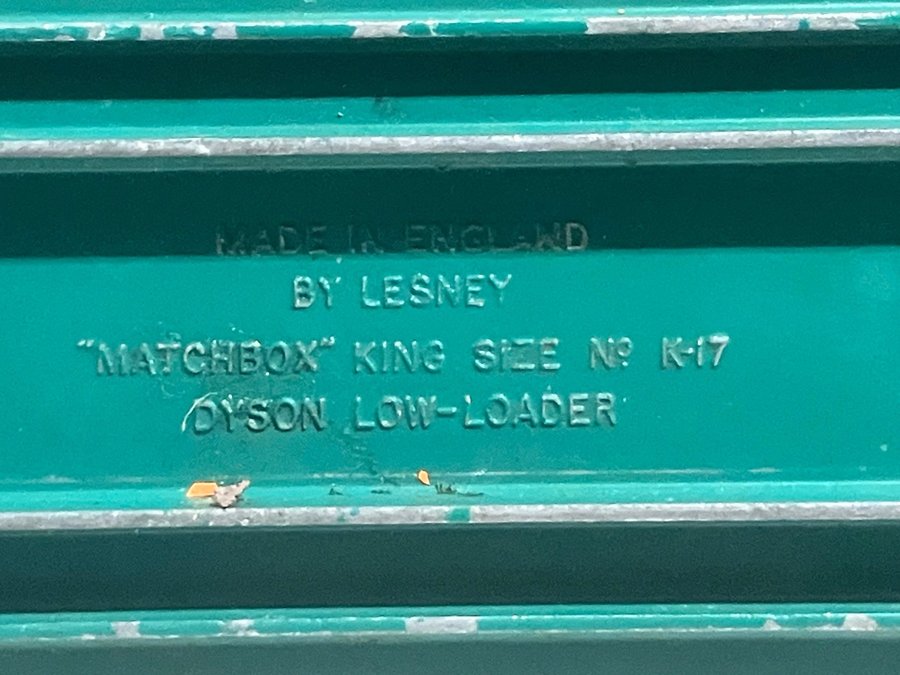 MADE IN ENGLAND
BY LESNEY
"MATCHBOX" KING SIZE Nº K-17
DYSON LOW-LOADER